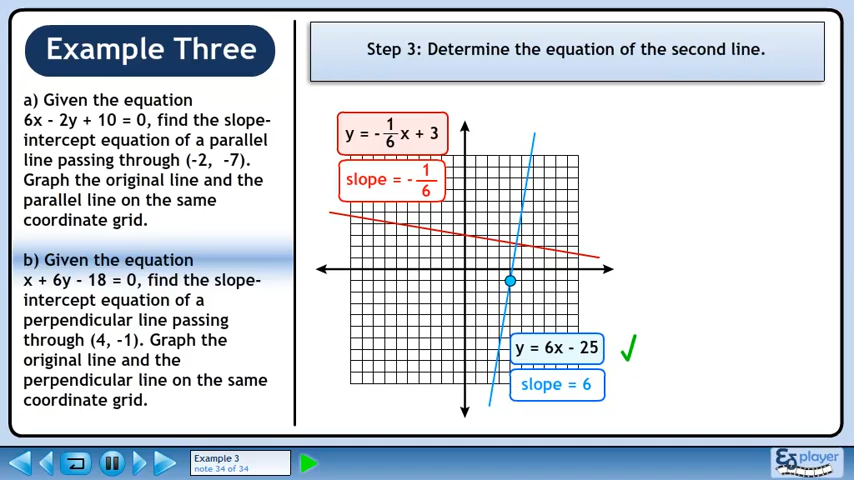 Example Three
a) Given the equation
6x - 2y + 10 = 0, find the slope-
intercept equation of a parallel
line passing through (-2, -7).
Graph the original line and the
parallel line on the same
coordinate grid.
b) Given the equation
x + 6y - 18 = 0, find the slope-
intercept equation of a
perpendicular line passing
through (4, -1). Graph the
original line and the
perpendicular line on the same
coordinate grid.
Step 3: Determine the equation of the second line.
y = -1/6x + 3
slope = -1/6
y = 6x - 25
slope = 6
Example 3
note 34 of 34
player